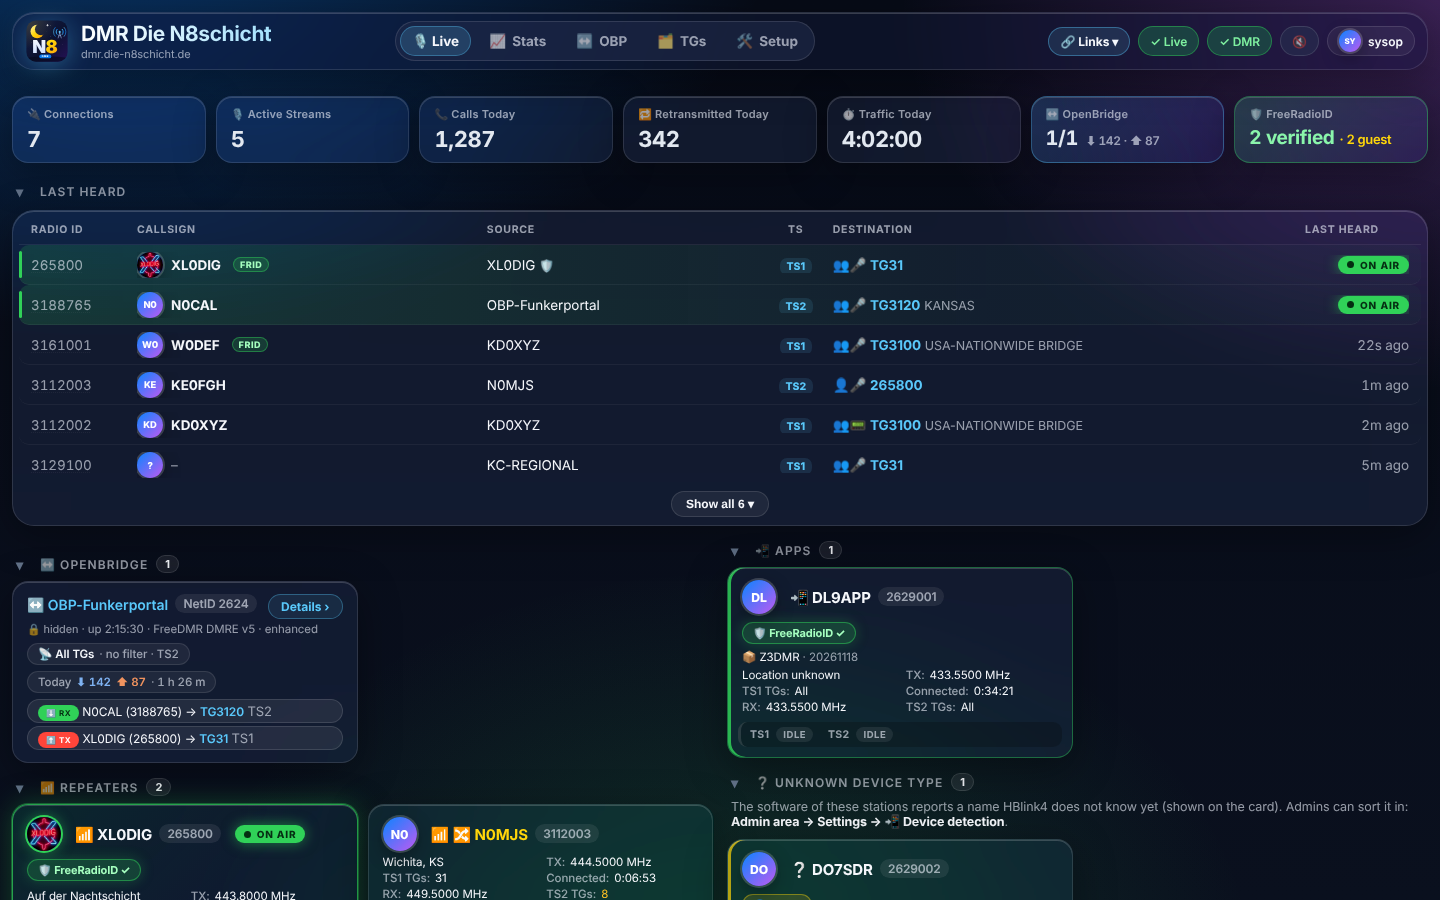 N8
DMR Die N8schicht
dmr.die-n8schicht.de
Live
Stats
OBP
TGs
Setup
Links ▾
✓ Live
✓ DMR
SY
sysop
Connections
7
Active Streams
5
Calls Today
1,287
Retransmitted Today
342
Traffic Today
4:02:00
OpenBridge
1/1 ⬇ 142 · ⬆ 87
FreeRadioID
2 verified · 2 guest
▼ LAST HEARD
RADIO ID CALLSIGN SOURCE TS DESTINATION LAST HEARD
265800 XL0DIG FRID XL0DIG TS1 TG31 ON AIR
3188765 N0 N0CAL OBP-Funkerportal TS2 TG3120 KANSAS ON AIR
3161001 W0 W0DEF FRID KD0XYZ TS1 TG3100 USA-NATIONWIDE BRIDGE 22s ago
3112003 KE KE0FGH N0MJS TS2 265800 1m ago
3112002 KD KD0XYZ KD0XYZ TS1 TG3100 USA-NATIONWIDE BRIDGE 2m ago
3129100 ? – KC-REGIONAL TS1 TG31 5m ago
Show all 6 ▾
▼ OPENBRIDGE 1
OBP-Funkerportal NetID 2624 Details ›
hidden · up 2:15:30 · FreeDMR DMRE v5 · enhanced
All TGs · no filter · TS2
Today ⬇ 142 ⬆ 87 · 1 h 26 m
RX N0CAL (3188765) → TG3120 TS2
TX XL0DIG (265800) → TG31 TS1
▼ REPEATERS 2
XL0DIG 265800 ON AIR
FreeRadioID ✓
Auf der Nachtschicht TX: 443.8000 MHz
N0 N0MJS 3112003
Wichita, KS TX: 444.5000 MHz
TS1 TGs: 31 Connected: 0:06:53
RX: 449.5000 MHz TS2 TGs: 8
▼ APPS 1
DL DL9APP 2629001
FreeRadioID ✓
Z3DMR · 20261118
Location unknown TX: 433.5500 MHz
TS1 TGs: All Connected: 0:34:21
RX: 433.5500 MHz TS2 TGs: All
TS1 IDLE TS2 IDLE
▼ ? UNKNOWN DEVICE TYPE 1
The software of these stations reports a name HBlink4 does not know yet (shown on the card). Admins can sort it in:
Admin area → Settings → Device detection.
DO ? DO7SDR 2629002